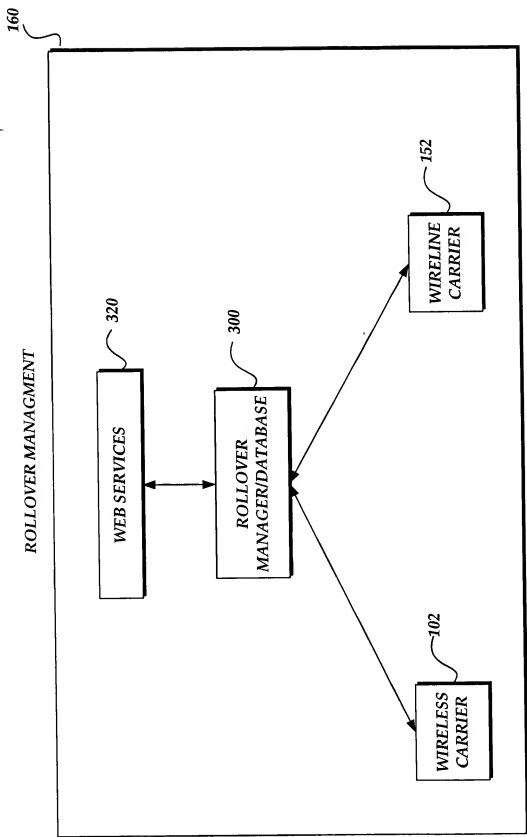 ROLLOVER MANAGMENT
160
WEB SERVICES
320
ROLLOVER
MANAGER/DATABASE
300
WIRELESS
CARRIER
102
WIRELINE
CARRIER
152